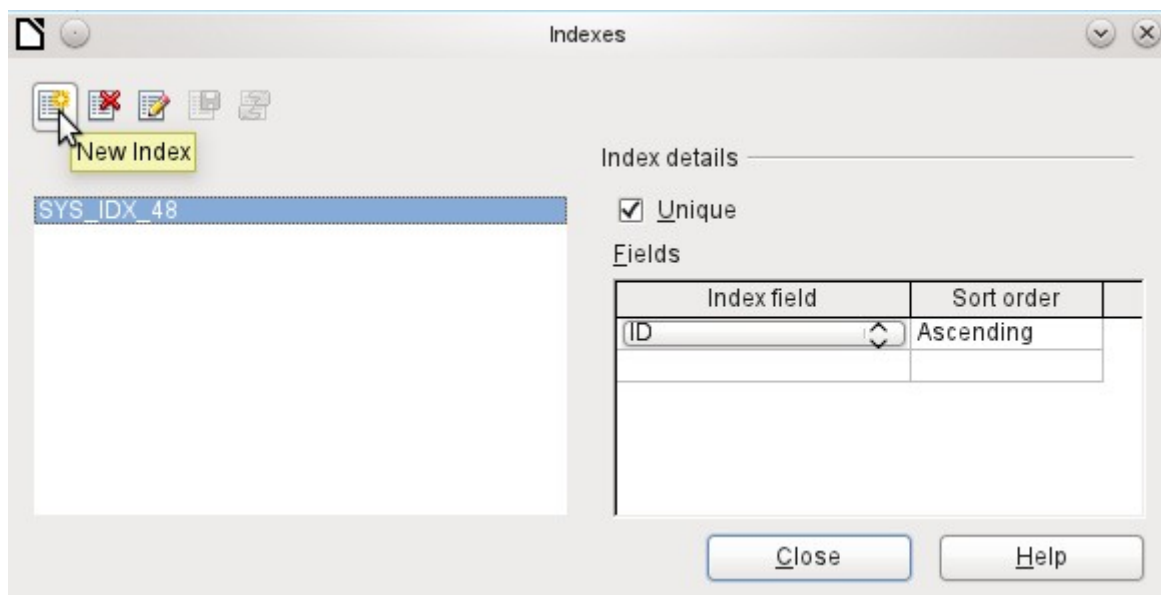 Indexes
New Index
Index details
SYS_IDX_48
Unique
Fields
Index field Sort order
ID Ascending
Close Help